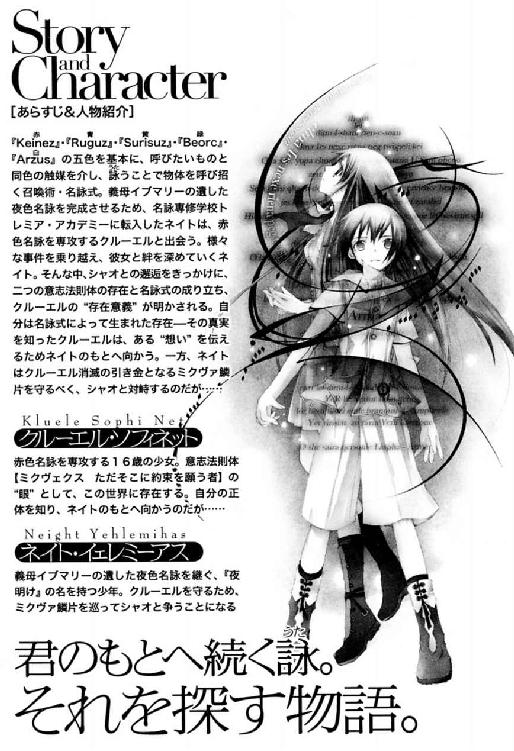 Story
and
Character
[あらすじ&人物紹介]
赤 青 黄 緑
『Keinez』・『Ruguz』・『Surisuz』・『Beorc』・
白
『Arzus』の五色を基本に、呼びたいものと
同色の触媒を介し、詠うことで物体を呼び招
く召喚術・名詠式。義母イブマリーの遺した
夜色名詠を完成させるため、名詠専修学校ト
レミア・アカデミーに転入したネイトは、赤
色名詠を専攻するクルーエルと出会う。様々
な事件を乗り越え、彼女と絆を深めていくネ
イト。そんな中、シャオとの邂逅をきっかけに、
二つの意志法則体の存在と名詠式の成り立ち、
クルーエルの“存在意義”が明かされる。自
分は名詠式によって生まれた存在―その真実
を知ったクルーエルは、ある“想い”を伝え
るためネイトのもとへ向かう。一方、ネイト
はクルーエル消滅の引き金となるミクヴァ鱗
片を守るべく、シャオと対峙するのだが……
Kluele Sophi Net
クルーエル・ソフィネット
赤色名詠を専攻する16歳の少女。意志法則体
【ミクヴェクス ただそこに約束を願う者】の
“眼”として、この世界に存在する。自分の正
体を知り、ネイトのもとへ向かうのだが……
Neight Yehlemihas
ネイト・イェレミーアス
義母イブマリーの遺した夜色名詠を継ぐ、『夜
明け』の名を持つ少年。クルーエルを守るため、
ミクヴァ鱗片を巡ってシャオと争うことになる
うた
君のもとへ続く詠。
それを探す物語。